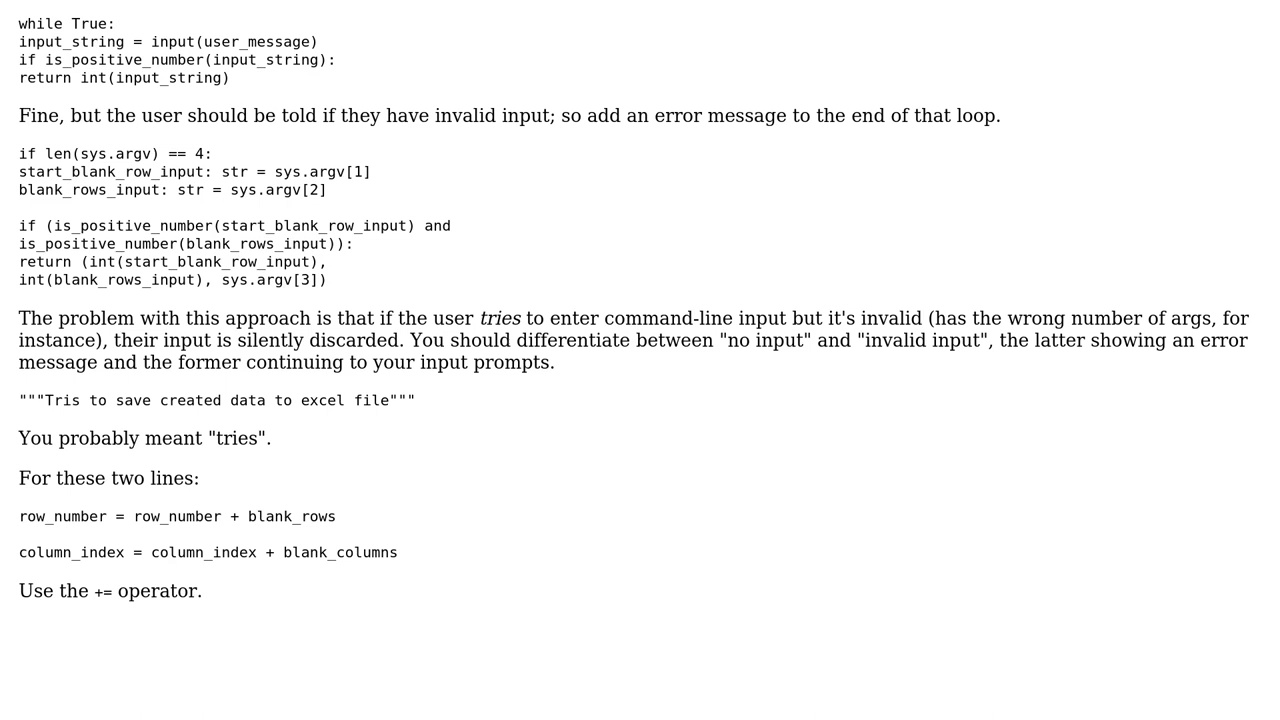 while True:
input_string = input(user_message)
if is_positive_number(input_string):
return int(input_string)
Fine, but the user should be told if they have invalid input; so add an error message to the end of that loop.
if len(sys.argv) == 4:
start_blank_row_input: str = sys.argv[1]
blank_rows_input: str = sys.argv[2]
if (is_positive_number(start_blank_row_input) and
is_positive_number(blank_rows_input)):
return (int(start_blank_row_input),
int(blank_rows_input), sys.argv[3])
The problem with this approach is that if the user tries to enter command-line input but it's invalid (has the wrong number of args, for
instance), their input is silently discarded. You should differentiate between "no input" and "invalid input", the latter showing an error
message and the former continuing to your input prompts.
"""Tris to save created data to excel file"""
You probably meant "tries".
For these two lines:
row_number = row_number + blank_rows
column_index = column_index + blank_columns
Use the += operator.